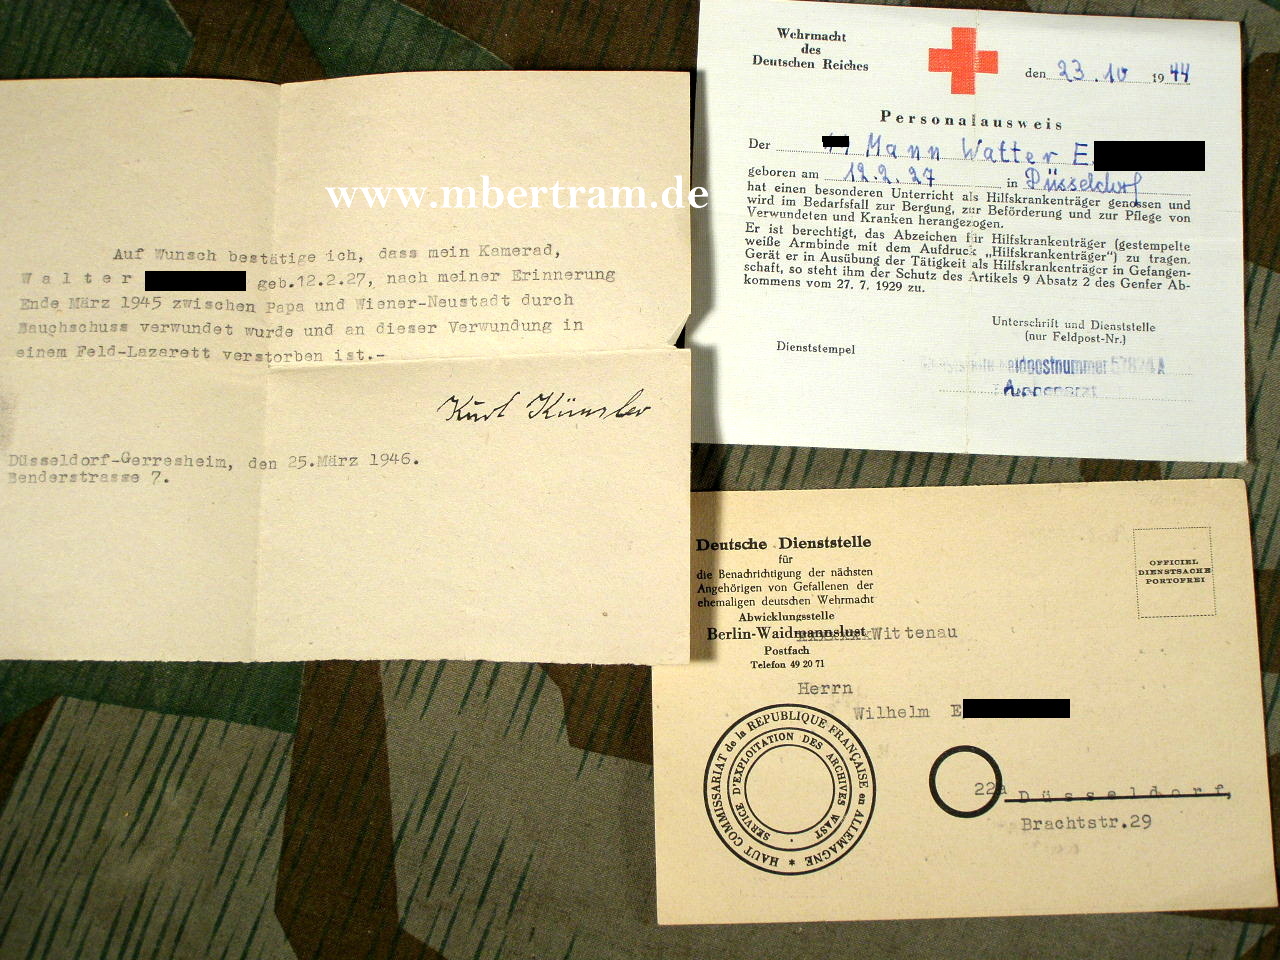 Auf Wunsch bestätige ich, dass mein Kamerad,
Walter geb.12.2.27, nach meiner Erinnerung
Ende März 1945 zwischen Papa und Wiener-Neustadt durch
Bauchschuss verwundet wurde und an dieser Verwundung in
einem Feld-Lazarett verstorben ist.-
Kurt Künsler
Düsseldorf-Gerresheim, den 25.März 1946.
Benderstrasse 7.
www.mbertram.de
Wehrmacht
des
Deutschen Reiches
den 23.10 1944
Personalausweis
Der Mann Walter E.
geboren am 12.2.27 in Düsseldorf
hat einen besonderen Unterricht als Hilfskrankenträger genossen und
wird im Bedarfsfall zur Bergung, zur Beförderung und zur Pflege von
Verwundeten und Kranken herangezogen.
Er ist berechtigt, das Abzeichen für Hilfskrankenträger (gestempelte
weiße Armbinde mit dem Aufdruck „Hilfskrankenträger") zu tragen.
Gerät er in Ausübung der Tätigkeit als Hilfskrankenträger in Gefangen-
schaft, so steht ihm der Schutz des Artikels 9 Absatz 2 des Genfer Ab-
kommens vom 27. 7. 1929 zu.
Unterschrift und Dienststelle
(nur Feldpost-Nr.)
Dienststempel
eldpostnummer 57824 A
Deutsche Dienststelle
für
die Benachrichtigung der nächsten
Angehörigen von Gefallenen der
ehemaligen deutschen Wehrmacht
Abwicklungsstelle
Berlin-Waidmannslust Wittenau
Postfach
Telefon 49 20 71
OFFICIEL
DIENSTSACHE
PORTOFREI
Herrn
Wilhelm E
22a Düsseldorf,
Brachtstr.29
HAUT COMMISSARIAT de la REPUBLIQUE FRANÇAISE en ALLEMAGNE *
SERVICE D'EXPLOITATION DES ARCHIVES WAST